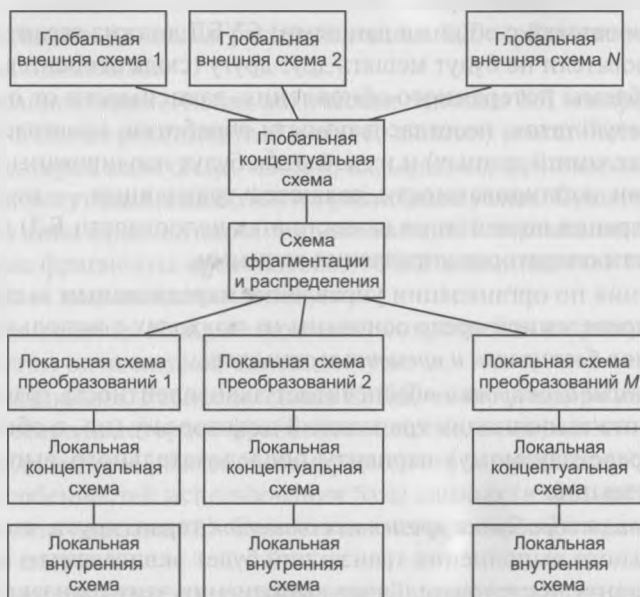 Глобальная
внешняя схема 1
Глобальная
внешняя схема 2
Глобальная
внешняя схема N
Глобальная
концептуальная
схема
Схема
фрагментации
и распределения
Локальная схема
преобразований 1
Локальная схема
преобразований 2
Локальная схема
преобразований M
Локальная
концептуальная
схема
Локальная
концептуальная
схема
Локальная
концептуальная
схема
Локальная
внутренняя
схема
Локальная
внутренняя
схема
Локальная
внутренняя
схема